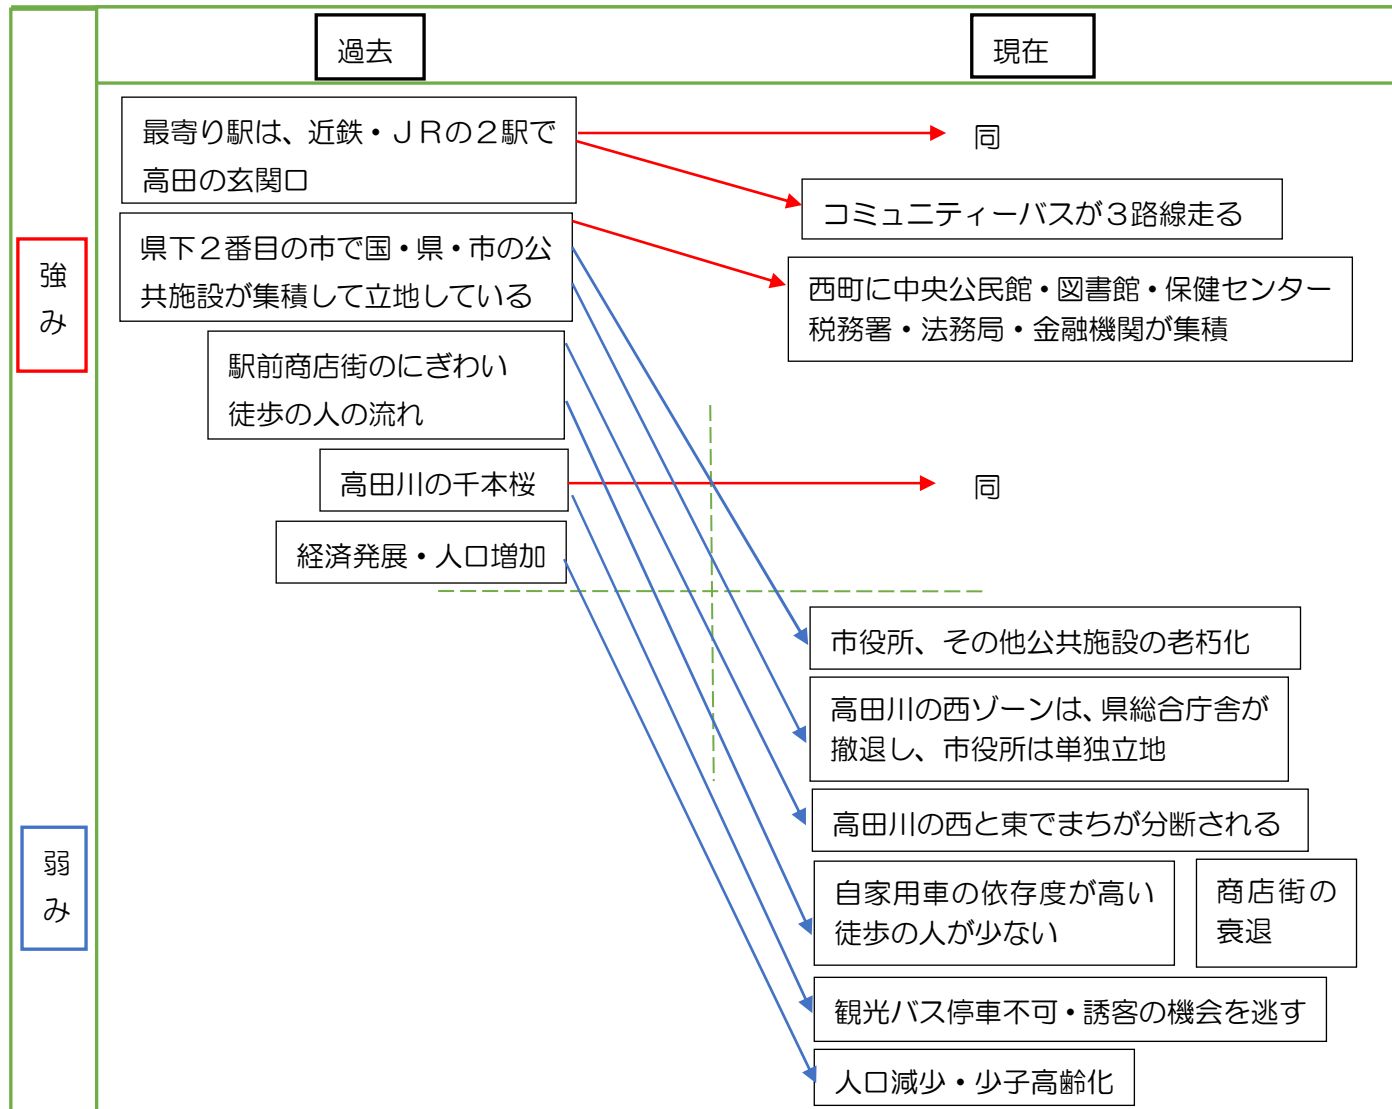 過去
現在
強
み
最寄り駅は、近鉄・ＪＲの２駅で
高田の玄関口
同
コミュニティーバスが３路線走る
県下２番目の市で国・県・市の公
共施設が集積して立地している
西町に中央公民館・図書館・保健センター
税務署・法務局・金融機関が集積
駅前商店街のにぎわい
徒歩の人の流れ
高田川の千本桜
同
経済発展・人口増加
弱
み
市役所、その他公共施設の老朽化
高田川の西ゾーンは、県総合庁舎が
撤退し、市役所は単独立地
高田川の西と東でまちが分断される
自家用車の依存度が高い
徒歩の人が少ない
商店街の
衰退
観光バス停車不可・誘客の機会を逃す
人口減少・少子高齢化